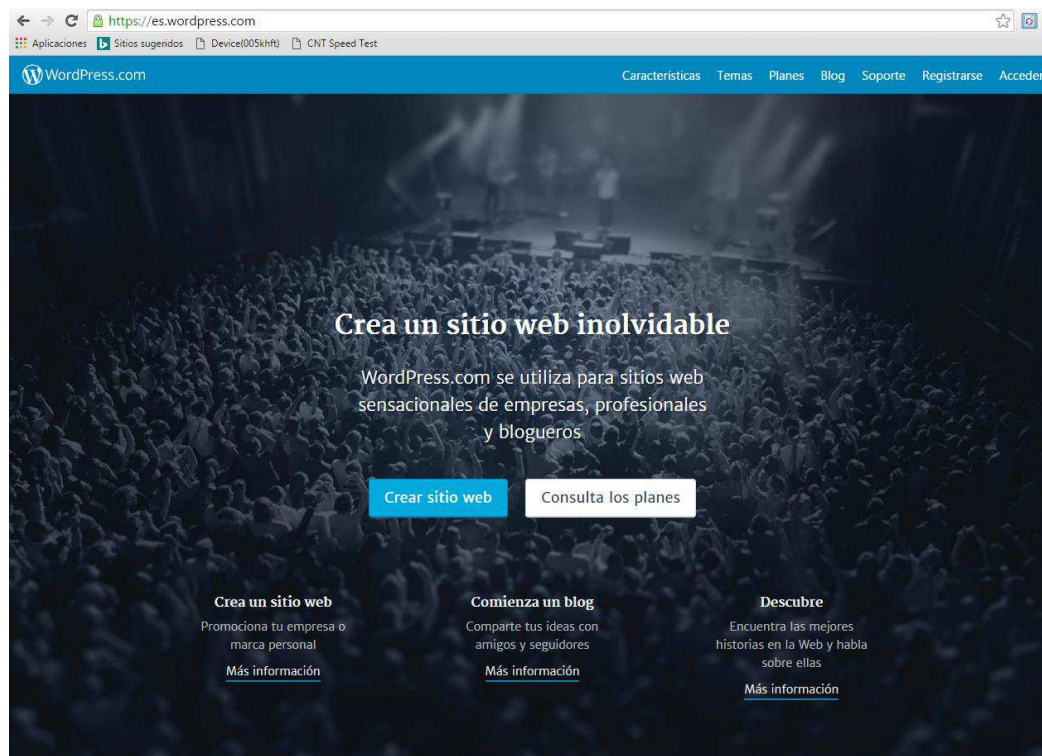 https://es.wordpress.com
Aplicaciones Sitios sugeridos Device(005khft) CNT Speed Test
WordPress.com Características Temas Planes Blog Soporte Registrarse Acceder
Crea un sitio web inolvidable
WordPress.com se utiliza para sitios web
sensacionales de empresas, profesionales
y blogueros
Crear sitio web Consulta los planes
Crea un sitio web
Promociona tu empresa o
marca personal
Más información
Comienza un blog
Comparte tus ideas con
amigos y seguidores
Más información
Descubre
Encuentra las mejores
historias en la Web y habla
sobre ellas
Más información